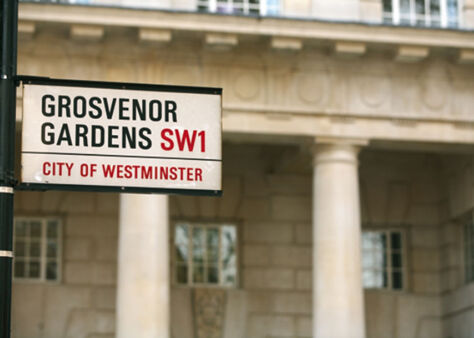 GROSVENOR
GARDENS SW1
CITY OF WESTMINSTER